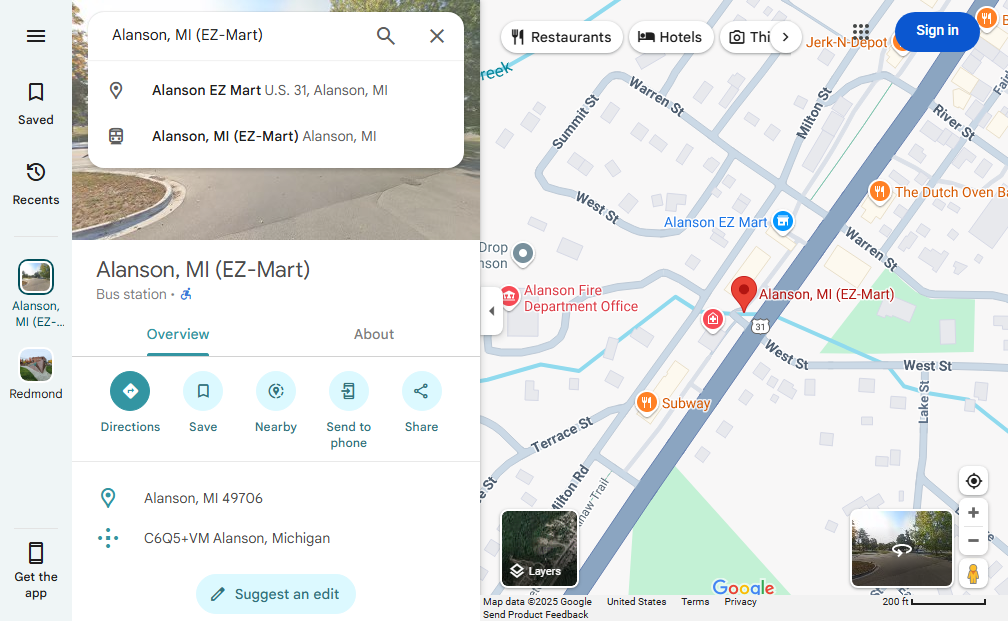 Saved
Recents
Alanson,
MI (EZ-...
Redmond
Get the
app
Alanson, MI (EZ-Mart)
Alanson EZ Mart U.S. 31, Alanson, MI
Alanson, MI (EZ-Mart) Alanson, MI
Alanson, MI (EZ-Mart)
Bus station ·
Overview
About
Directions
Save
Nearby
Send to
phone
Share
Alanson, MI 49706
C6Q5+VM Alanson, Michigan
Suggest an edit
Restaurants
Hotels
Thi
Sign in
Jerk-N-Depot
reek
Warren St
Summit St
Milton St
River St
Fair
The Dutch Oven Ba
West St
Alanson EZ Mart
Warren St
Drop
nson
Alanson Fire
Department Office
Alanson, MI (EZ-Mart)
31
West St
West St
Lake St
Subway
Terrace St
Milton Rd
naw Trail
e St
Layers
Google
Map data ©2025 Google
United States
Terms
Privacy
200 ft
Send Product Feedback